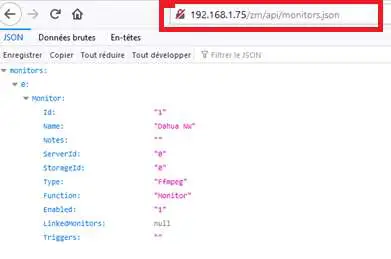 192.168.1.75/zm/api/monitors.json
JSON Données brutes En-têtes
Enregistrer Copier Tout réduire Tout développer Filtrer le JSON
monitors:
0:
Monitor:
Id: "1"
Name: "Dahua NW"
Notes: ""
ServerId: "0"
StorageId: "0"
Type: "Ffmpeg"
Function: "Monitor"
Enabled: "1"
LinkedMonitors: null
Triggers: ""